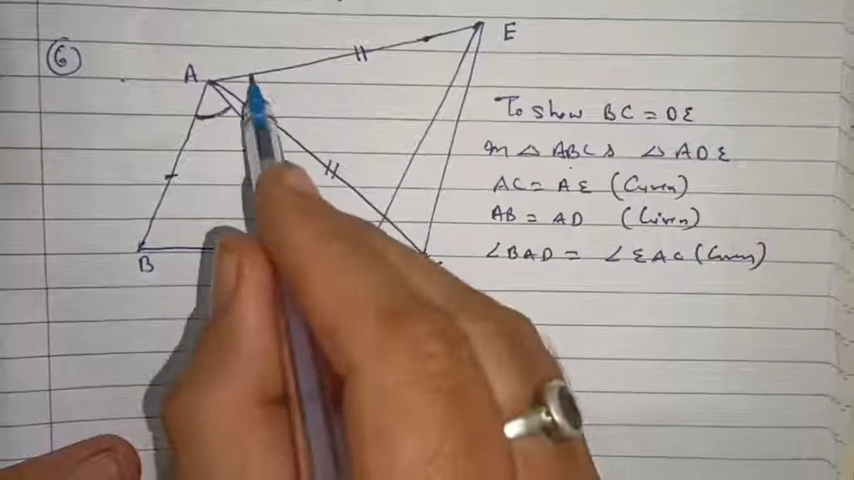 6
A
E
B
To show BC = DE
In △ ABC & △ ADE
AC = AE (Given)
AB = AD (Given)
∠BAD = ∠EAC (Given)